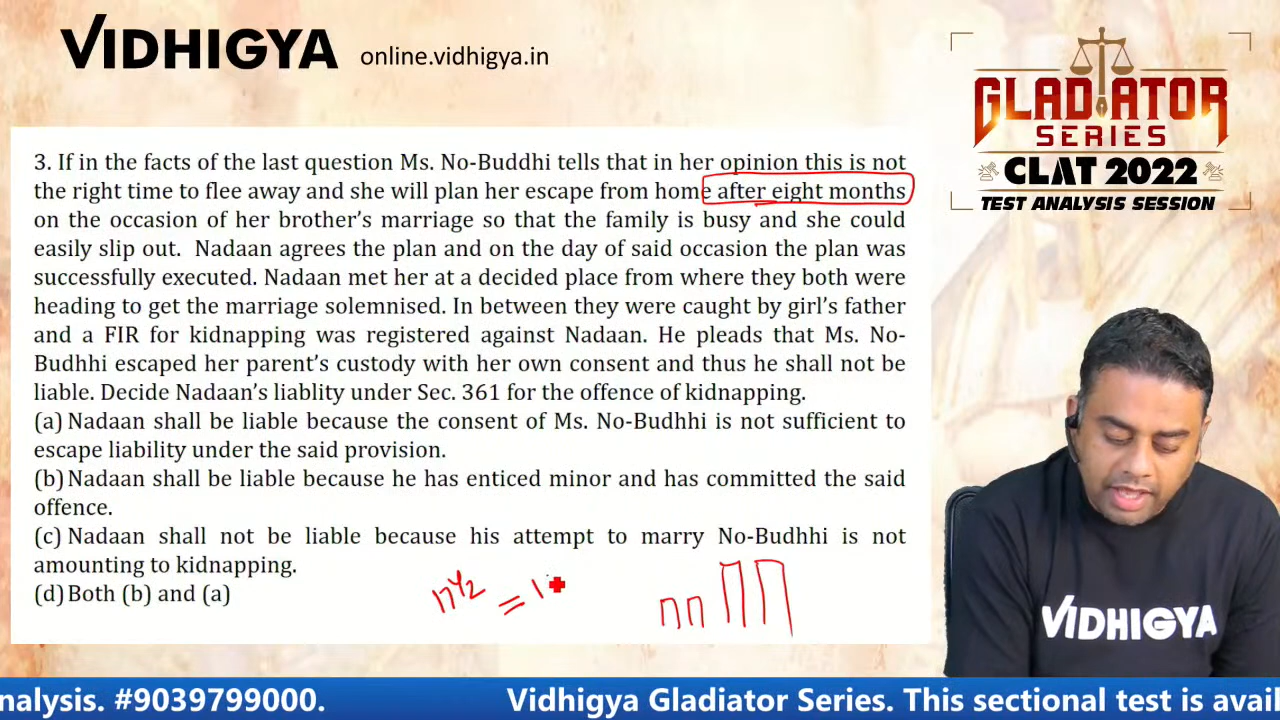 VIDHIGYA online.vidhigya.in
GLADIATOR
SERIES
CLAT 2022
TEST ANALYSIS SESSION
3. If in the facts of the last question Ms. No-Buddhi tells that in her opinion this is not
the right time to flee away and she will plan her escape from home after eight months
on the occasion of her brother's marriage so that the family is busy and she could
easily slip out. Nadaan agrees the plan and on the day of said occasion the plan was
successfully executed. Nadaan met her at a decided place from where they both were
heading to get the marriage solemnised. In between they were caught by girl's father
and a FIR for kidnapping was registered against Nadaan. He pleads that Ms. No-
Budhhi escaped her parent's custody with her own consent and thus he shall not be
liable. Decide Nadaan's liablity under Sec. 361 for the offence of kidnapping.
(a) Nadaan shall be liable because the consent of Ms. No-Budhhi is not sufficient to
escape liability under the said provision.
(b) Nadaan shall be liable because he has enticed minor and has committed the said
offence.
(c) Nadaan shall not be liable because his attempt to marry No-Budhhi is not
amounting to kidnapping.
(d) Both (b) and (a)
17 1/2 = 1
VIDHIGYA
nalysis. #9039799000. Vidhigya Gladiator Series. This sectional test is avail